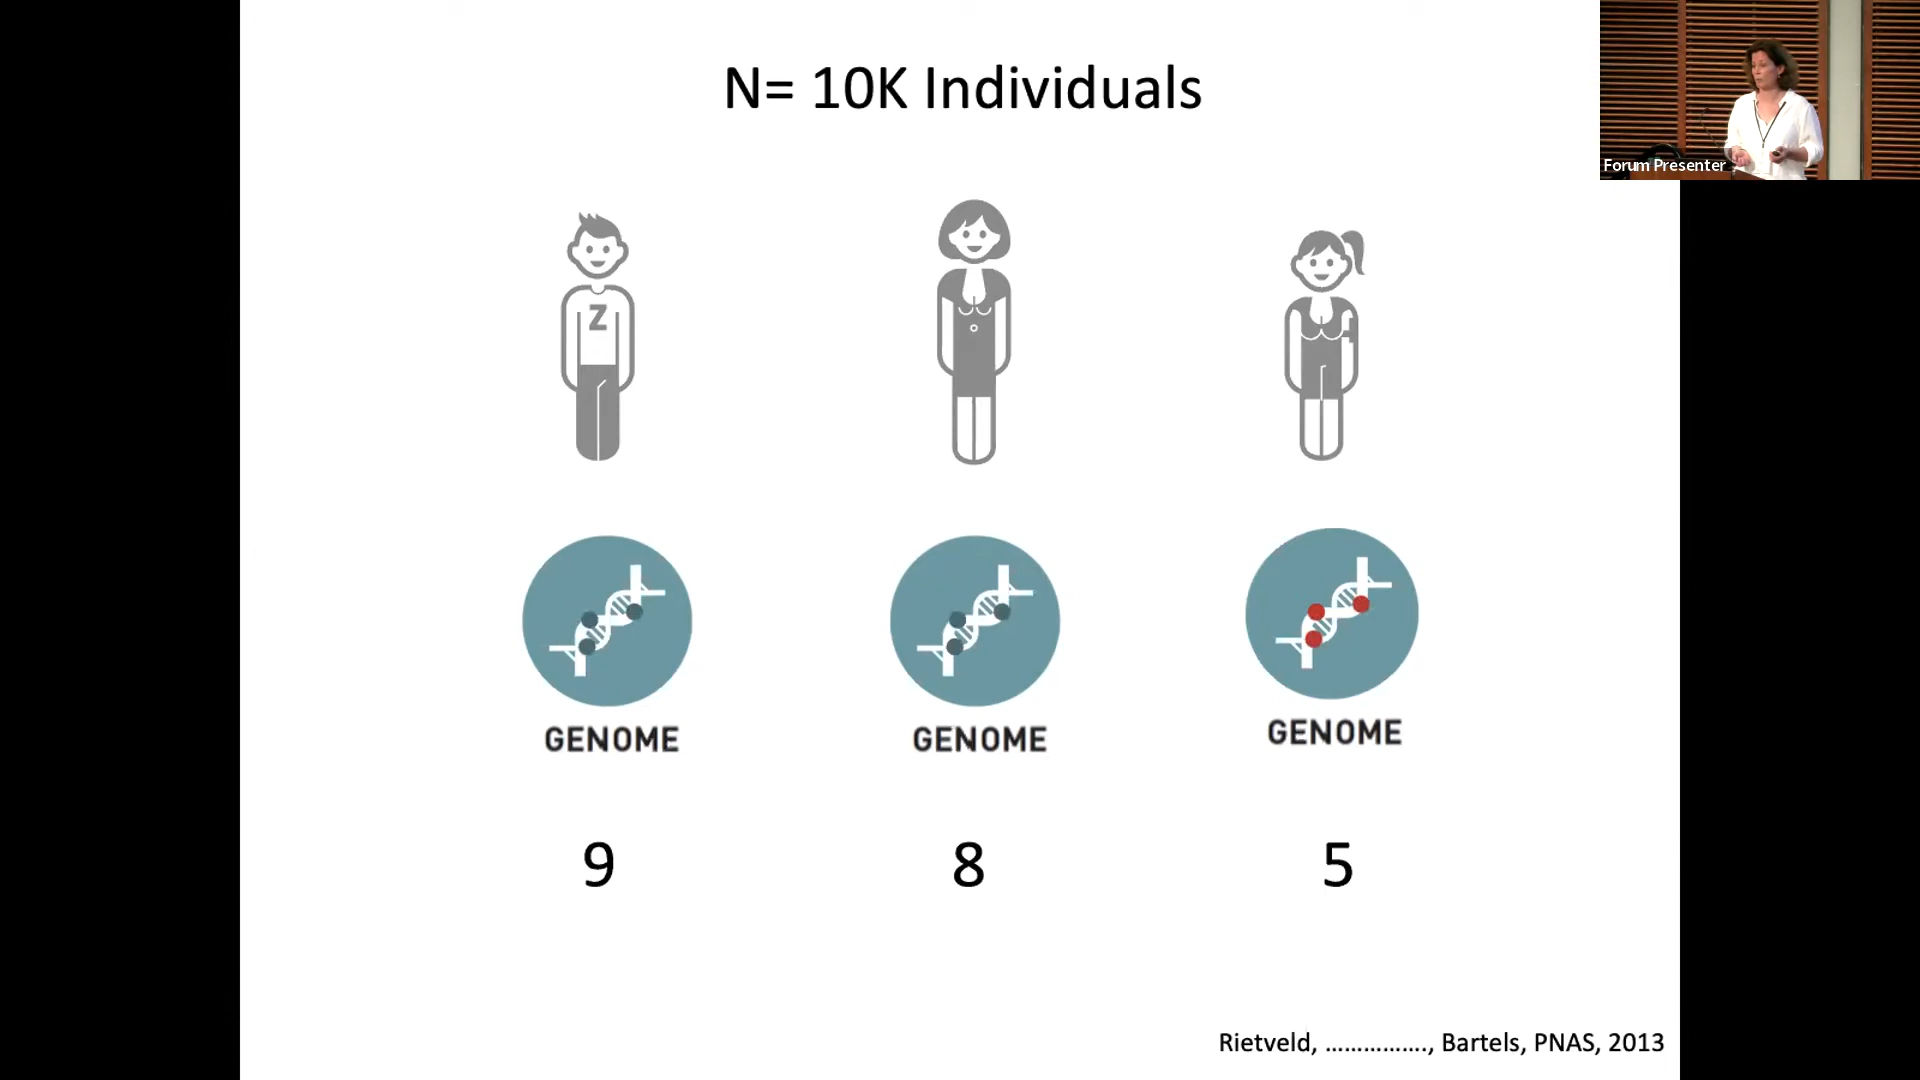 N= 10K Individuals
Forum Presenter
Z
GENOME
GENOME
GENOME
9
8
5
Rietveld, ……………., Bartels, PNAS, 2013